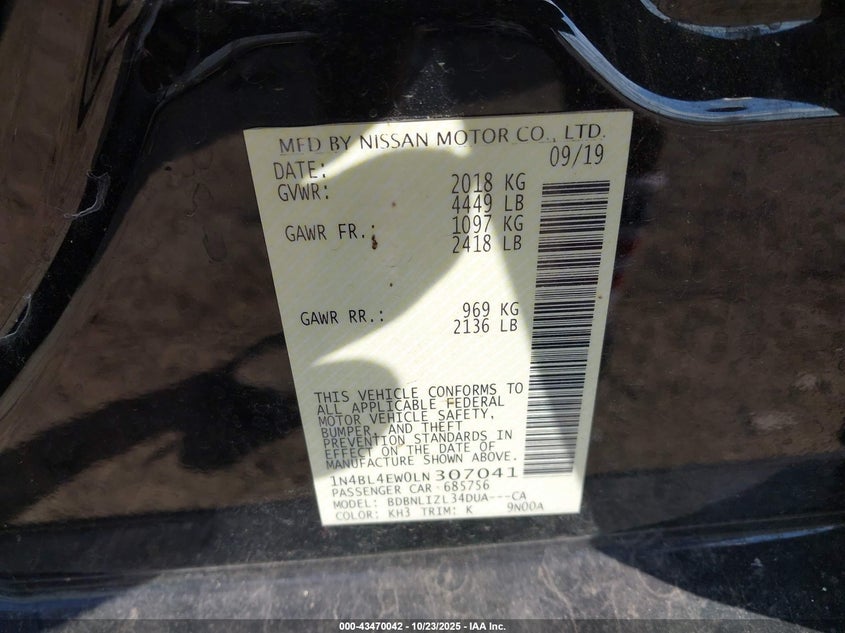 MFD BY NISSAN MOTOR CO., LTD.
DATE: 09/19
GVWR: 2018 KG
4449 LB
GAWR FR.: 1097 KG
2418 LB
GAWR RR.: 969 KG
2136 LB
THIS VEHICLE CONFORMS TO
ALL APPLICABLE FEDERAL
MOTOR VEHICLE SAFETY,
BUMPER, AND THEFT
PREVENTION STANDARDS IN
EFFECT ON THE DATE OF
MANUFACTURE SHOWN ABOVE.
1N4BL4EW0LN307041
PASSENGER CAR 685756
MODEL: BDBNLIZL34DUA---CA
COLOR: KH3 TRIM: K 9N00A
000-43470042 - 10/23/2025 - IAA Inc.